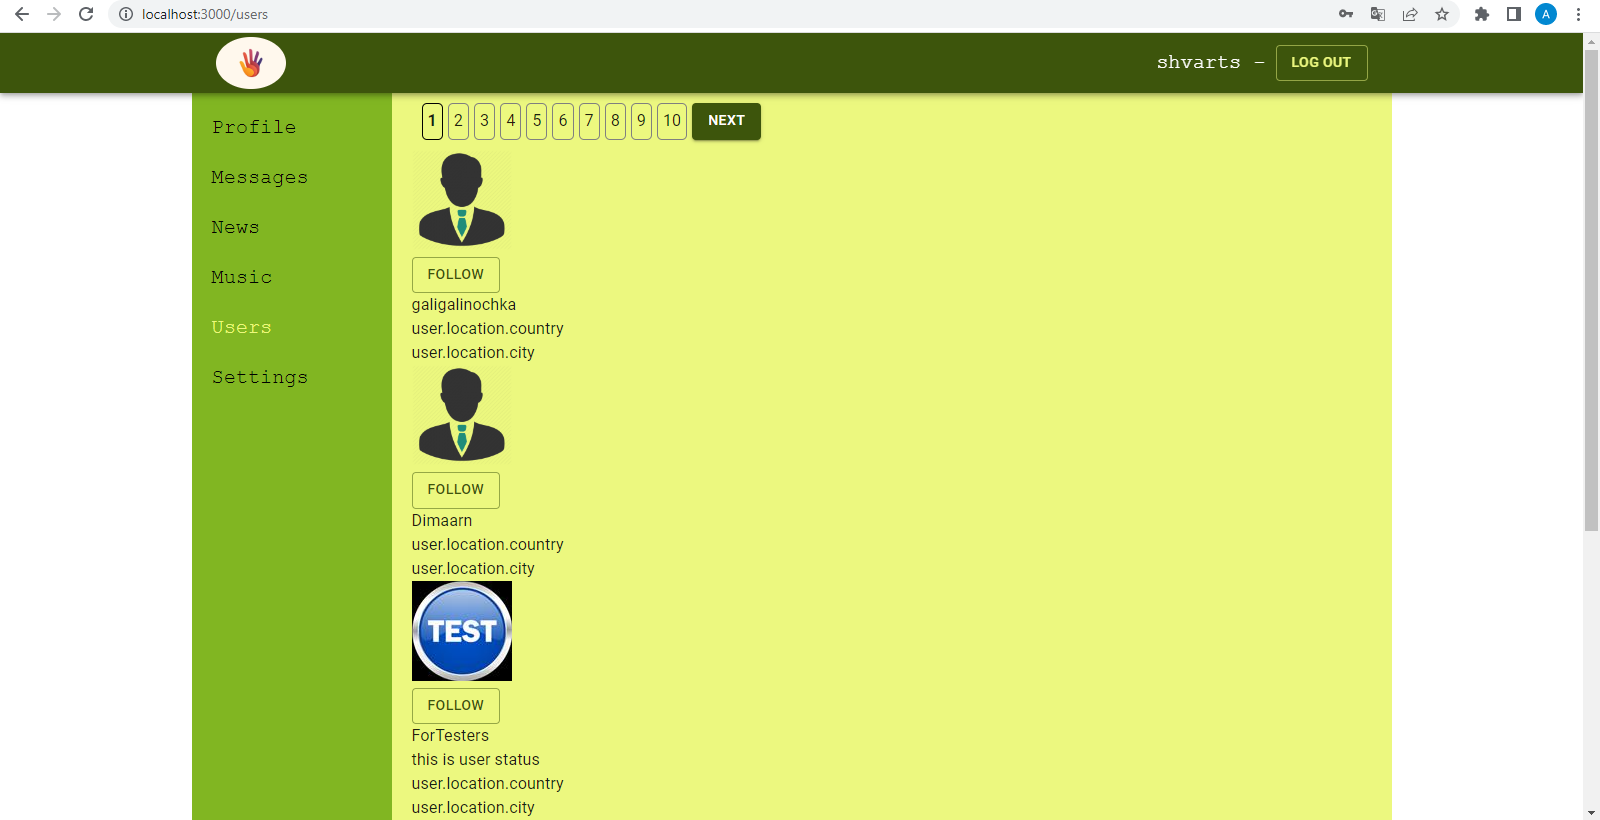 localhost:3000/users
A
shvarts - LOG OUT
Profile
Messages
News
Music
Users
Settings
1 2 3 4 5 6 7 8 9 10 NEXT
FOLLOW
galigalinochka
user.location.country
user.location.city
FOLLOW
Dimaarn
user.location.country
user.location.city
TEST
FOLLOW
ForTesters
this is user status
user.location.country
user.location.city